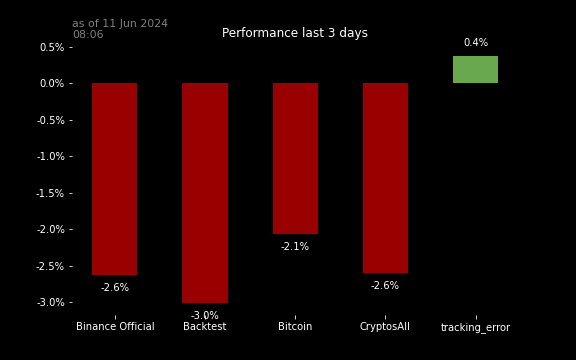 as of 11 Jun 2024
08:06
Performance last 3 days
0.4%
0.5%
0.0%
-0.5%
-1.0%
-1.5%
-2.0%
-2.5%
-3.0%
-2.6%
-3.0%
-2.1%
-2.6%
Binance Official
Backtest
Bitcoin
CryptosAll
tracking_error